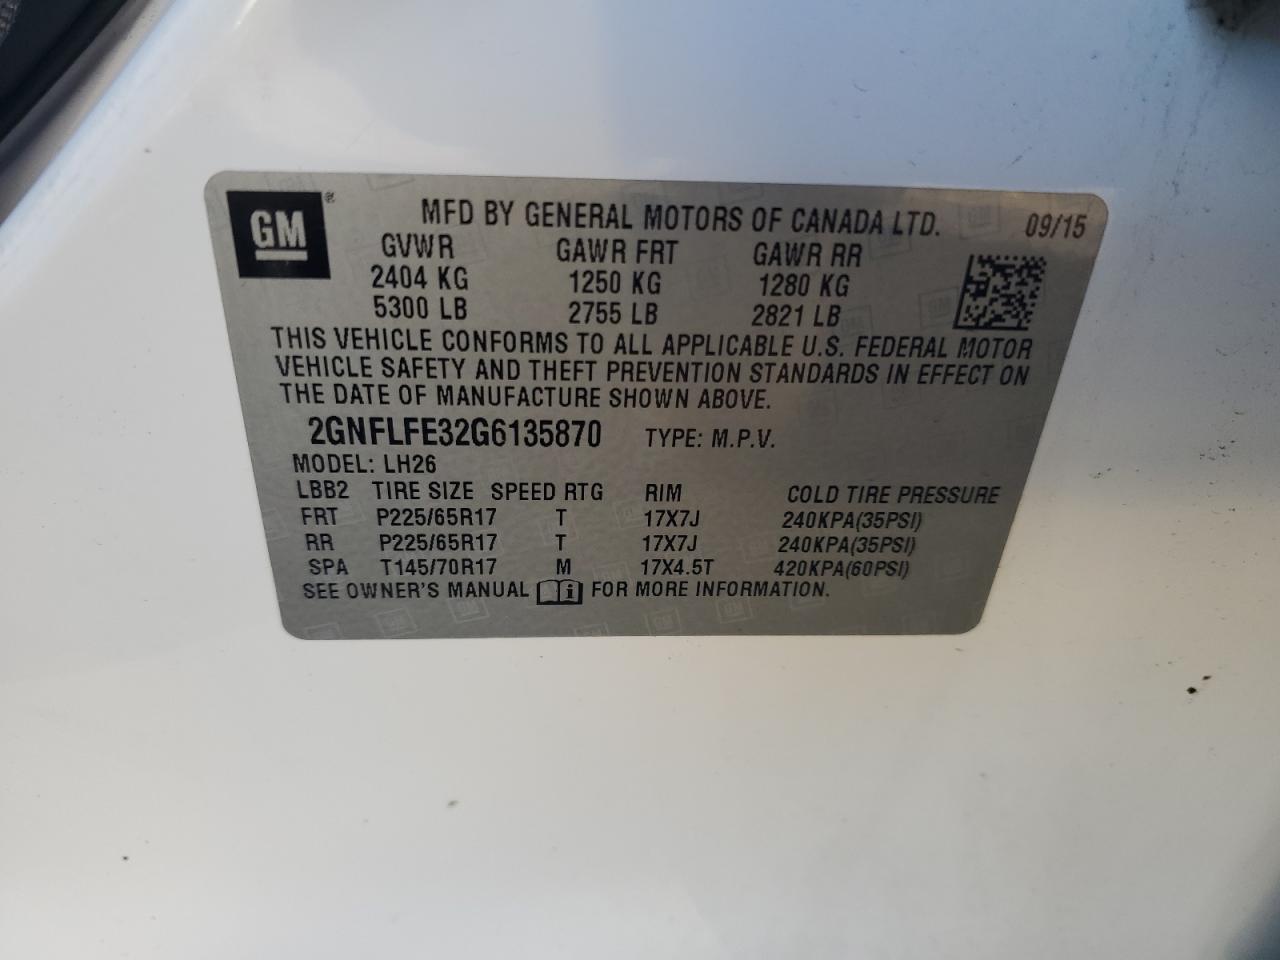 GM ® MFD BY GENERAL MOTORS OF CANADA LTD. 09/15
GVWR GAWR FRT GAWR RR
2404 KG 1250 KG 1280 KG
5300 LB 2755 LB 2821 LB
THIS VEHICLE CONFORMS TO ALL APPLICABLE U.S. FEDERAL MOTOR
VEHICLE SAFETY AND THEFT PREVENTION STANDARDS IN EFFECT ON
THE DATE OF MANUFACTURE SHOWN ABOVE.
2GNFLFE32G6135870 TYPE: M.P.V.
MODEL: LH26
LBB2 TIRE SIZE SPEED RTG RIM COLD TIRE PRESSURE
FRT P225/65R17 T 17X7J 240KPA(35PSI)
RR P225/65R17 T 17X7J 240KPA(35PSI)
SPA T145/70R17 M 17X4.5T 420KPA(60PSI)
SEE OWNER'S MANUAL i FOR MORE INFORMATION.